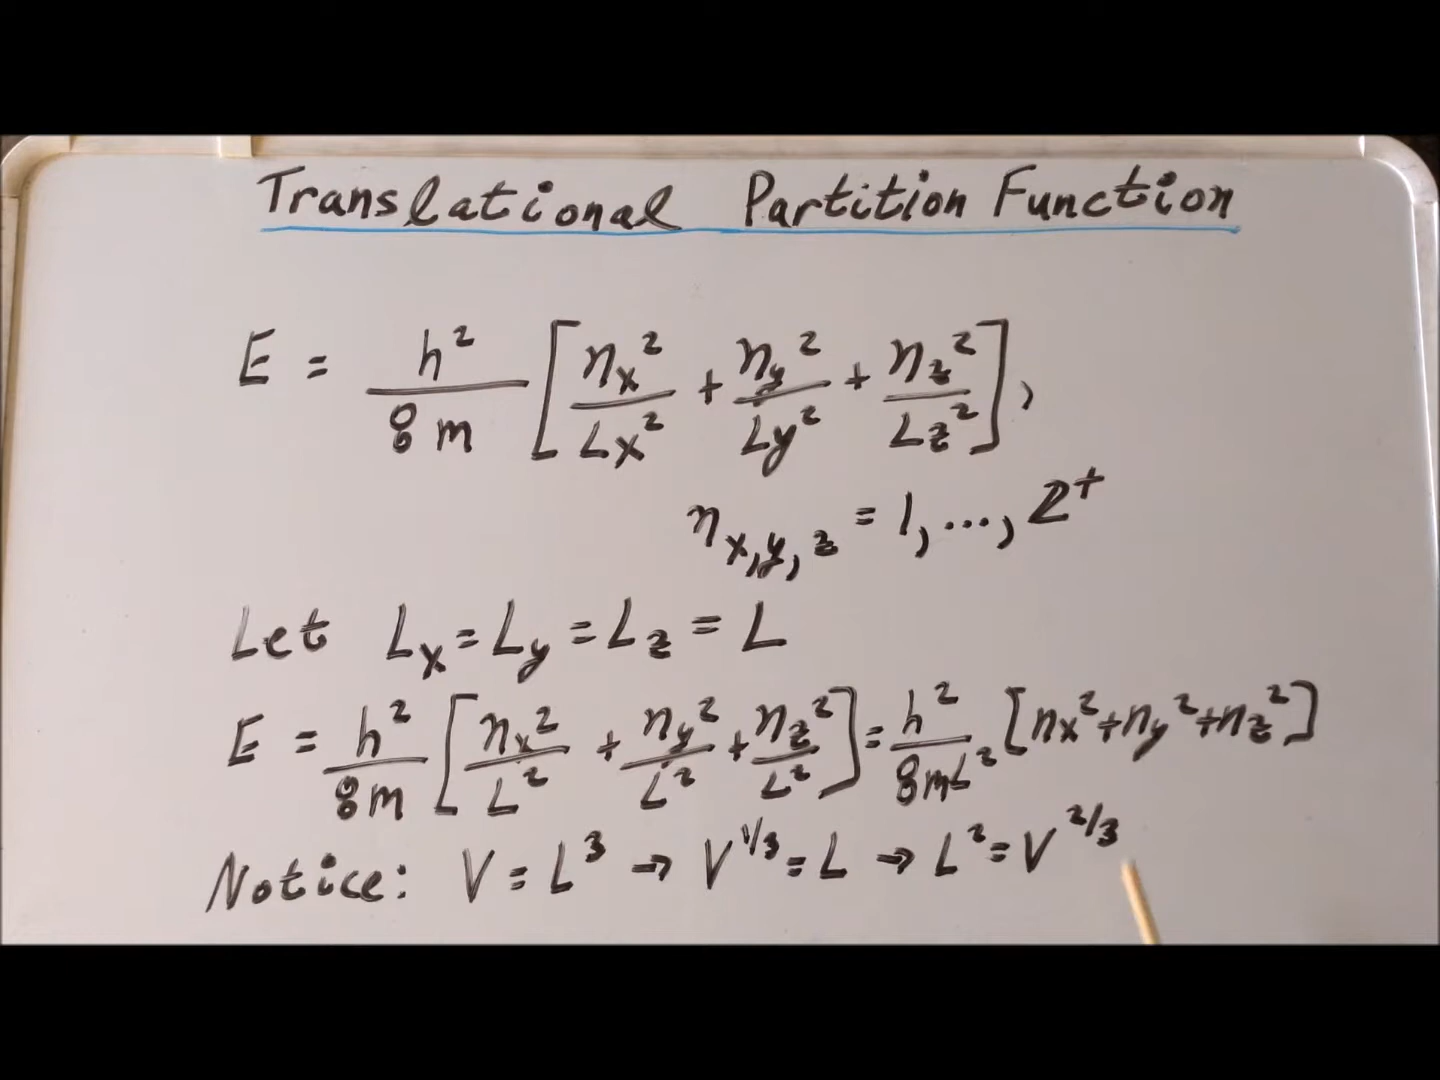 Translational Partition Function
E = h²/8m [nx²/Lx² + ny²/Ly² + nz²/Lz²],
nx,y,z = 1, ..., Z⁺
Let Lx = Ly = Lz = L
E = h²/8m [nx²/L² + ny²/L² + nz²/L²] = h²/8mL² [nx² + ny² + nz²]
Notice: V = L³ → V^1/3 = L → L² = V^2/3